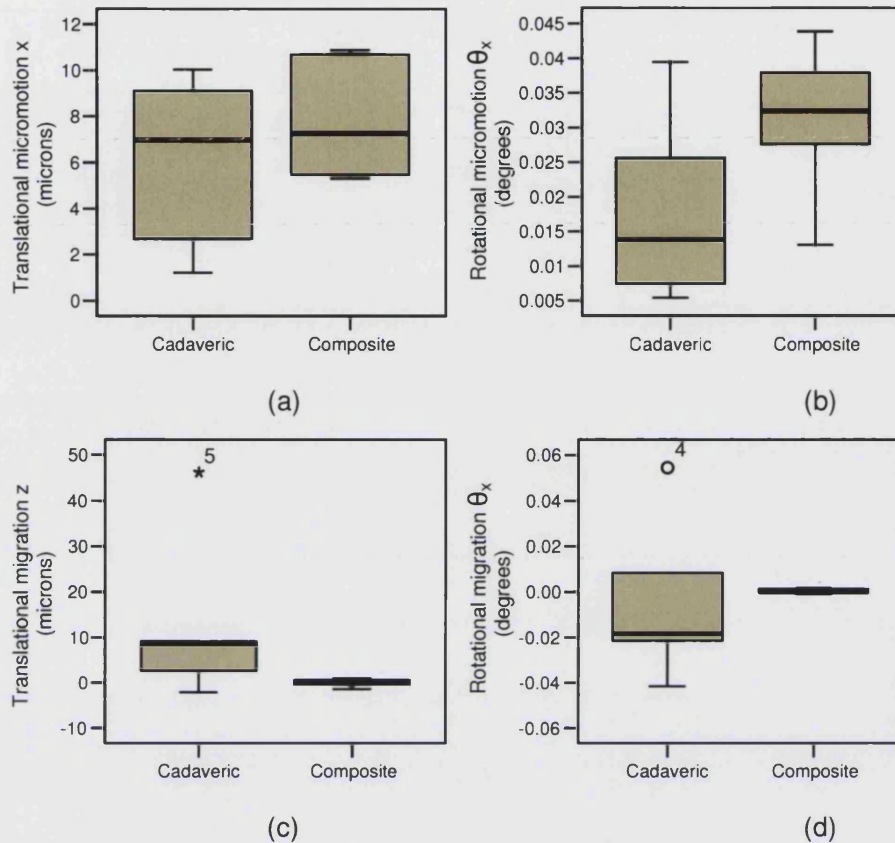 Translational micromotion x
(microns)
12
10
8
6
4
2
0
Cadaveric
Composite
(a)
Rotational micromotion θx
(degrees)
0.045
0.04
0.035
0.03
0.025
0.02
0.015
0.01
0.005
Cadaveric
Composite
(b)
Translational migration z
(microns)
50
40
30
20
10
0
-10
*5
Cadaveric
Composite
(c)
Rotational migration θx
(degrees)
0.06
0.04
0.02
0.00
-0.02
-0.04
-0.06
4
Cadaveric
Composite
(d)